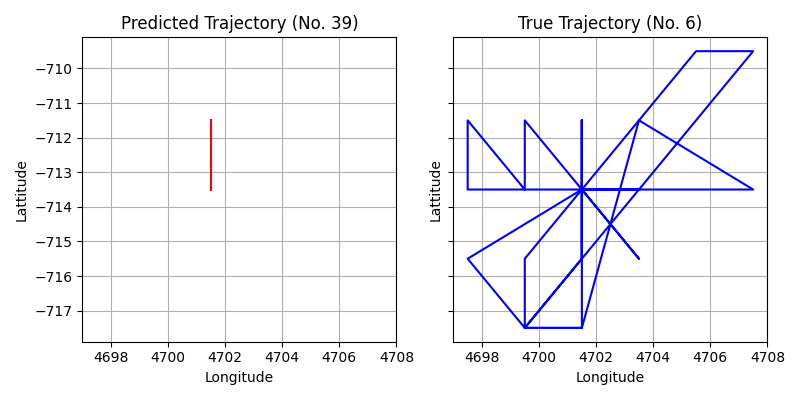 Predicted Trajectory (No. 39)
True Trajectory (No. 6)
−710
−711
−712
−713
−714
−715
−716
−717
Lattitude
Lattitude
4698 4700 4702 4704 4706 4708
4698 4700 4702 4704 4706 4708
Longitude
Longitude